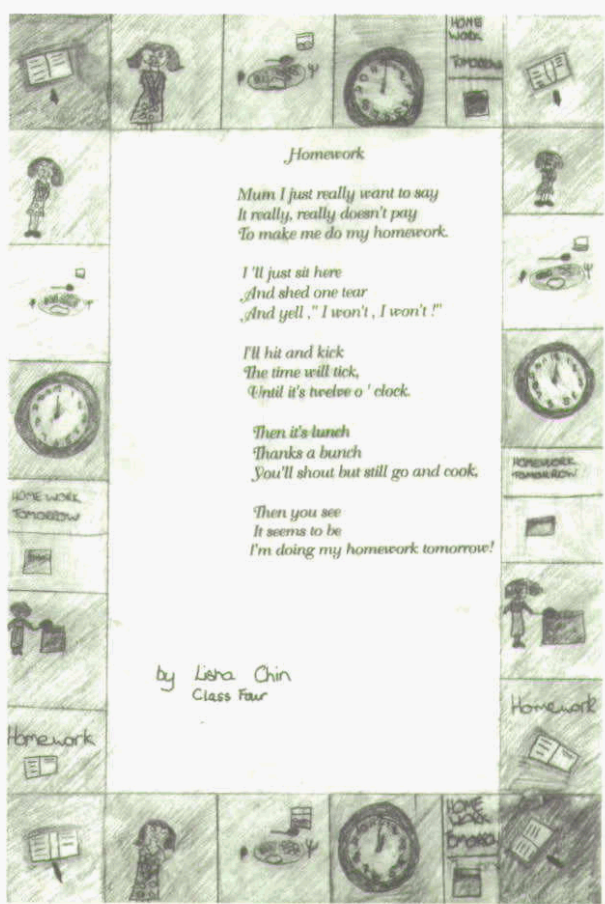 HOME
WORK
TOMORROW
Homework
Mum I just really want to say
It really, really doesn't pay
To make me do my homework.
I 'll just sit here
And shed one tear
And yell ," I won't , I won't !"
I'll hit and kick
The time will tick,
Until it's twelve o ' clock.
Then it's lunch
Thanks a bunch
You'll shout but still go and cook,
Then you see
It seems to be
I'm doing my homework tomorrow!
by Lisha Chin
Class Four
HOMEWORK
TOMORROW
HOME WORK
TOMORROW
Homework
Homework
HOME
WORK